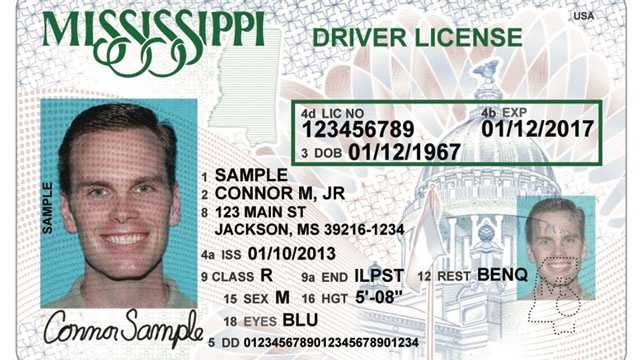 MISSISSIPPI
DRIVER LICENSE
USA
4d LIC NO
123456789
4b EXP
01/12/2017
3 DOB 01/12/1967
SAMPLE
1 SAMPLE
2 CONNOR M, JR
8 123 MAIN ST
JACKSON, MS 39216-1234
4a ISS 01/10/2013
9 CLASS R 9a END ILPST 12 REST BENQ
15 SEX M 16 HGT 5'-08"
18 EYES BLU
5 DD 0123456789012345678901234
Connor Sample